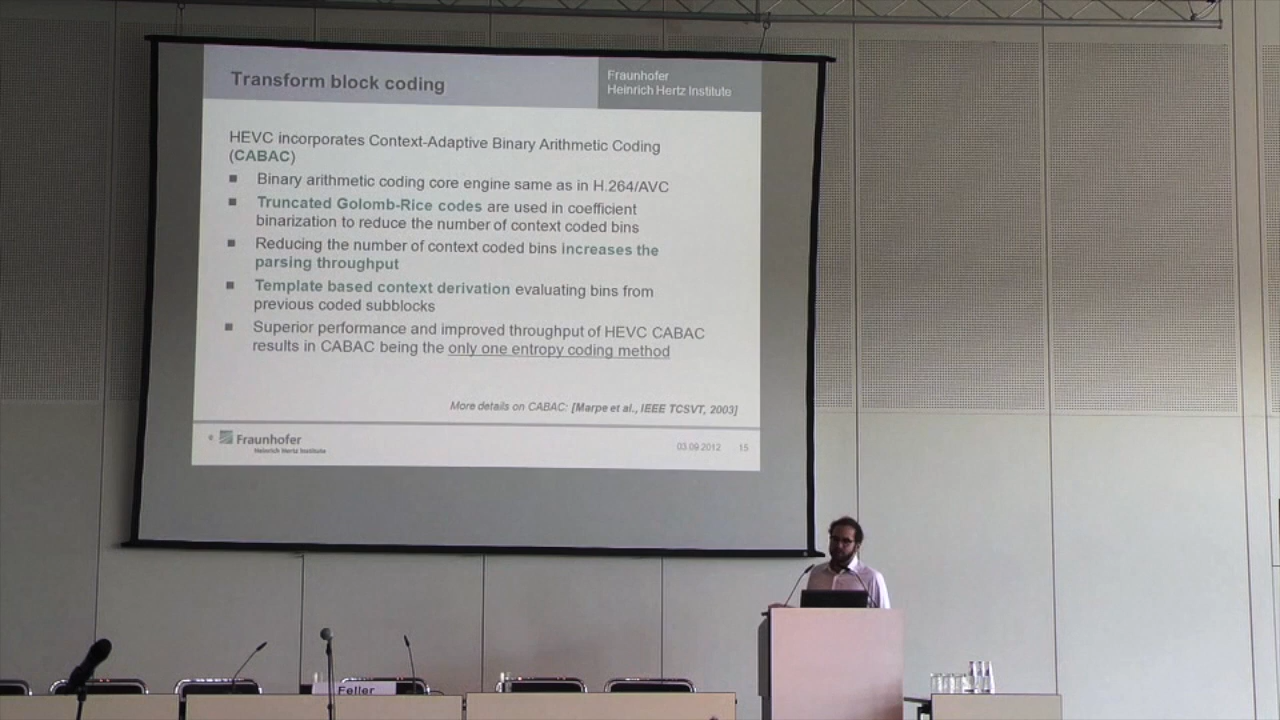 Transform block coding
Fraunhofer
Heinrich Hertz Institute
HEVC incorporates Context-Adaptive Binary Arithmetic Coding
(CABAC)
■ Binary arithmetic coding core engine same as in H.264/AVC
■ Truncated Golomb-Rice codes are used in coefficient
binarization to reduce the number of context coded bins
■ Reducing the number of context coded bins increases the
parsing throughput
■ Template based context derivation evaluating bins from
previous coded subblocks
■ Superior performance and improved throughput of HEVC CABAC
results in CABAC being the only one entropy coding method
More details on CABAC: [Marpe et al., IEEE TCSVT, 2003]
© Fraunhofer
Heinrich Hertz Institute
03.09.2012 15
Feller